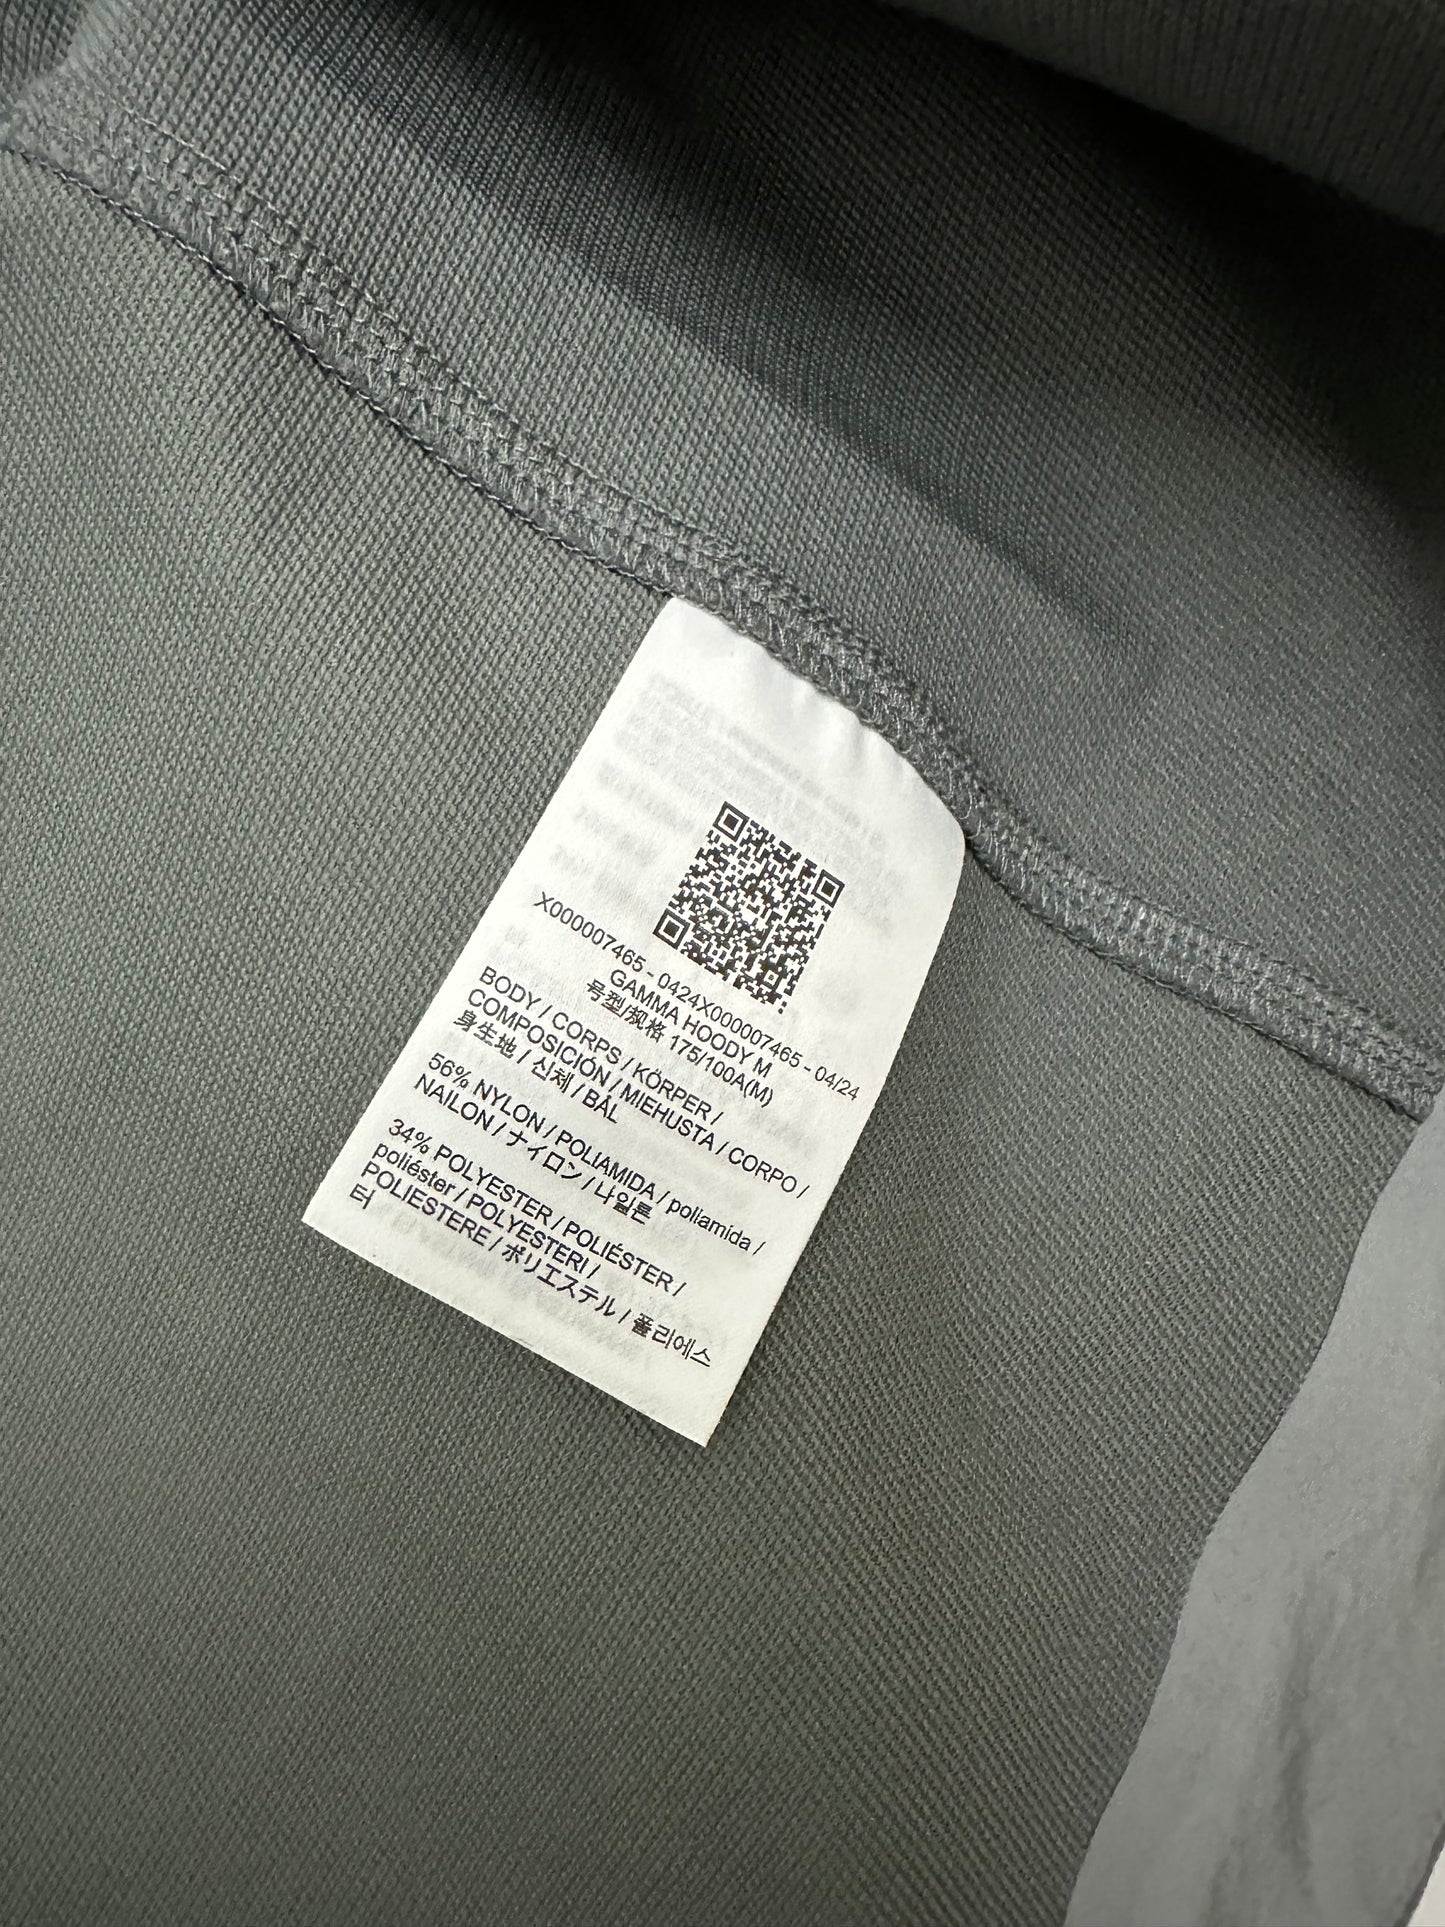 X000007465 - 0424X000007465 - 04/24
GAMMA HOODY M
号型/规格 175/100A(M)
BODY / CORPS / KÖRPER /
COMPOSICIÓN / MIEHUSTA / CORPO /
身生地 / 신체 / BÁL
56% NYLON / POLIAMIDA / poliamida /
NAILON / ナイロン / 나일론
34% POLYESTER / POLIÉSTER /
poliéster / POLYESTERI /
POLIESTERE / ポリエステル / 폴리에스
터